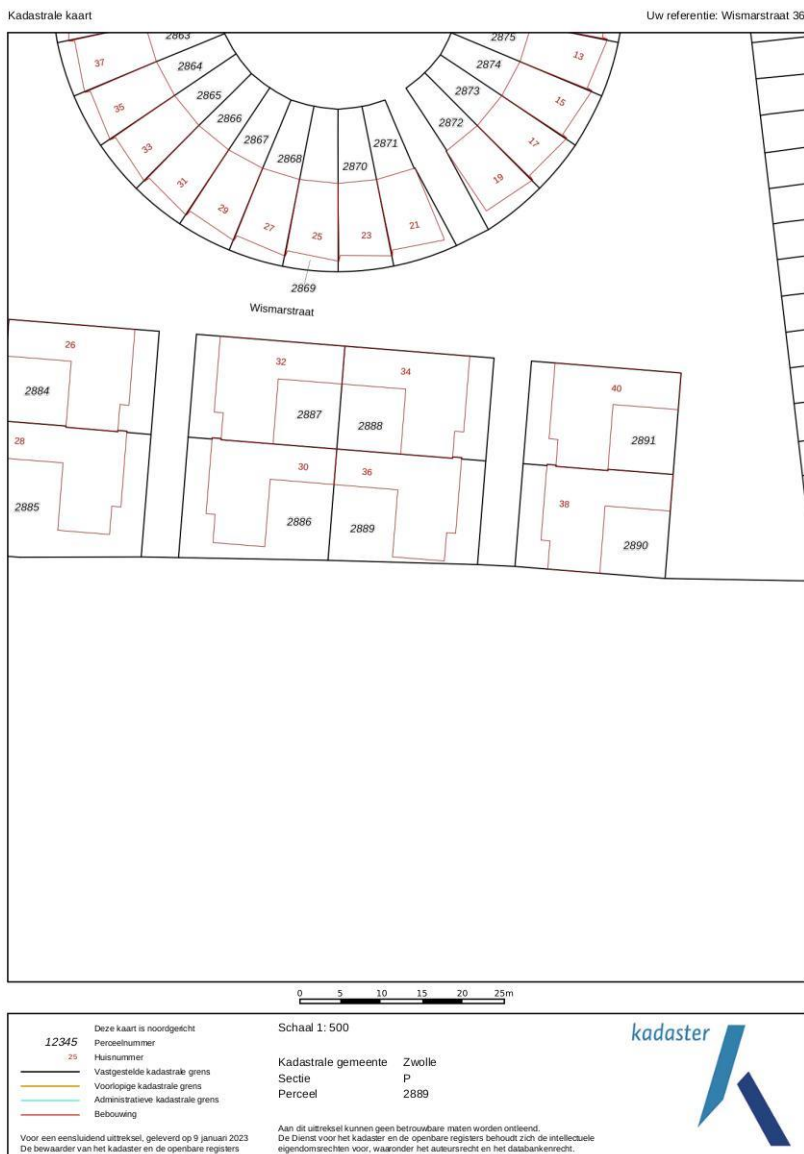 Kadastrale kaart
Uw referentie: Wismarstraat 36
2863
2875
37
2864
2874
13
35
2865
2873
15
2866
2872
33
2867
2871
17
2868
2870
31
19
29
27
25
23
21
2869
Wismarstraat
26
32
34
40
2884
2887
2888
2891
28
30
36
38
2885
2886
2889
2890
0 5 10 15 20 25m
Deze kaart is noordgericht
12345 Perceelnummer
25 Huisnummer
Vastgestelde kadastrale grens
Voorlopige kadastrale grens
Administratieve kadastrale grens
Bebouwing
Voor een eensluidend uittreksel, geleverd op 9 januari 2023
De bewaarder van het kadaster en de openbare registers
Schaal 1: 500
Kadastrale gemeente Zwolle
Sectie P
Perceel 2889
Aan dit uittreksel kunnen geen betrouwbare maten worden ontleend.
De Dienst voor het kadaster en de openbare registers behoudt zich de intellectuele
eigendomsrechten voor, waaronder het auteursrecht en het databankenrecht.
kadaster